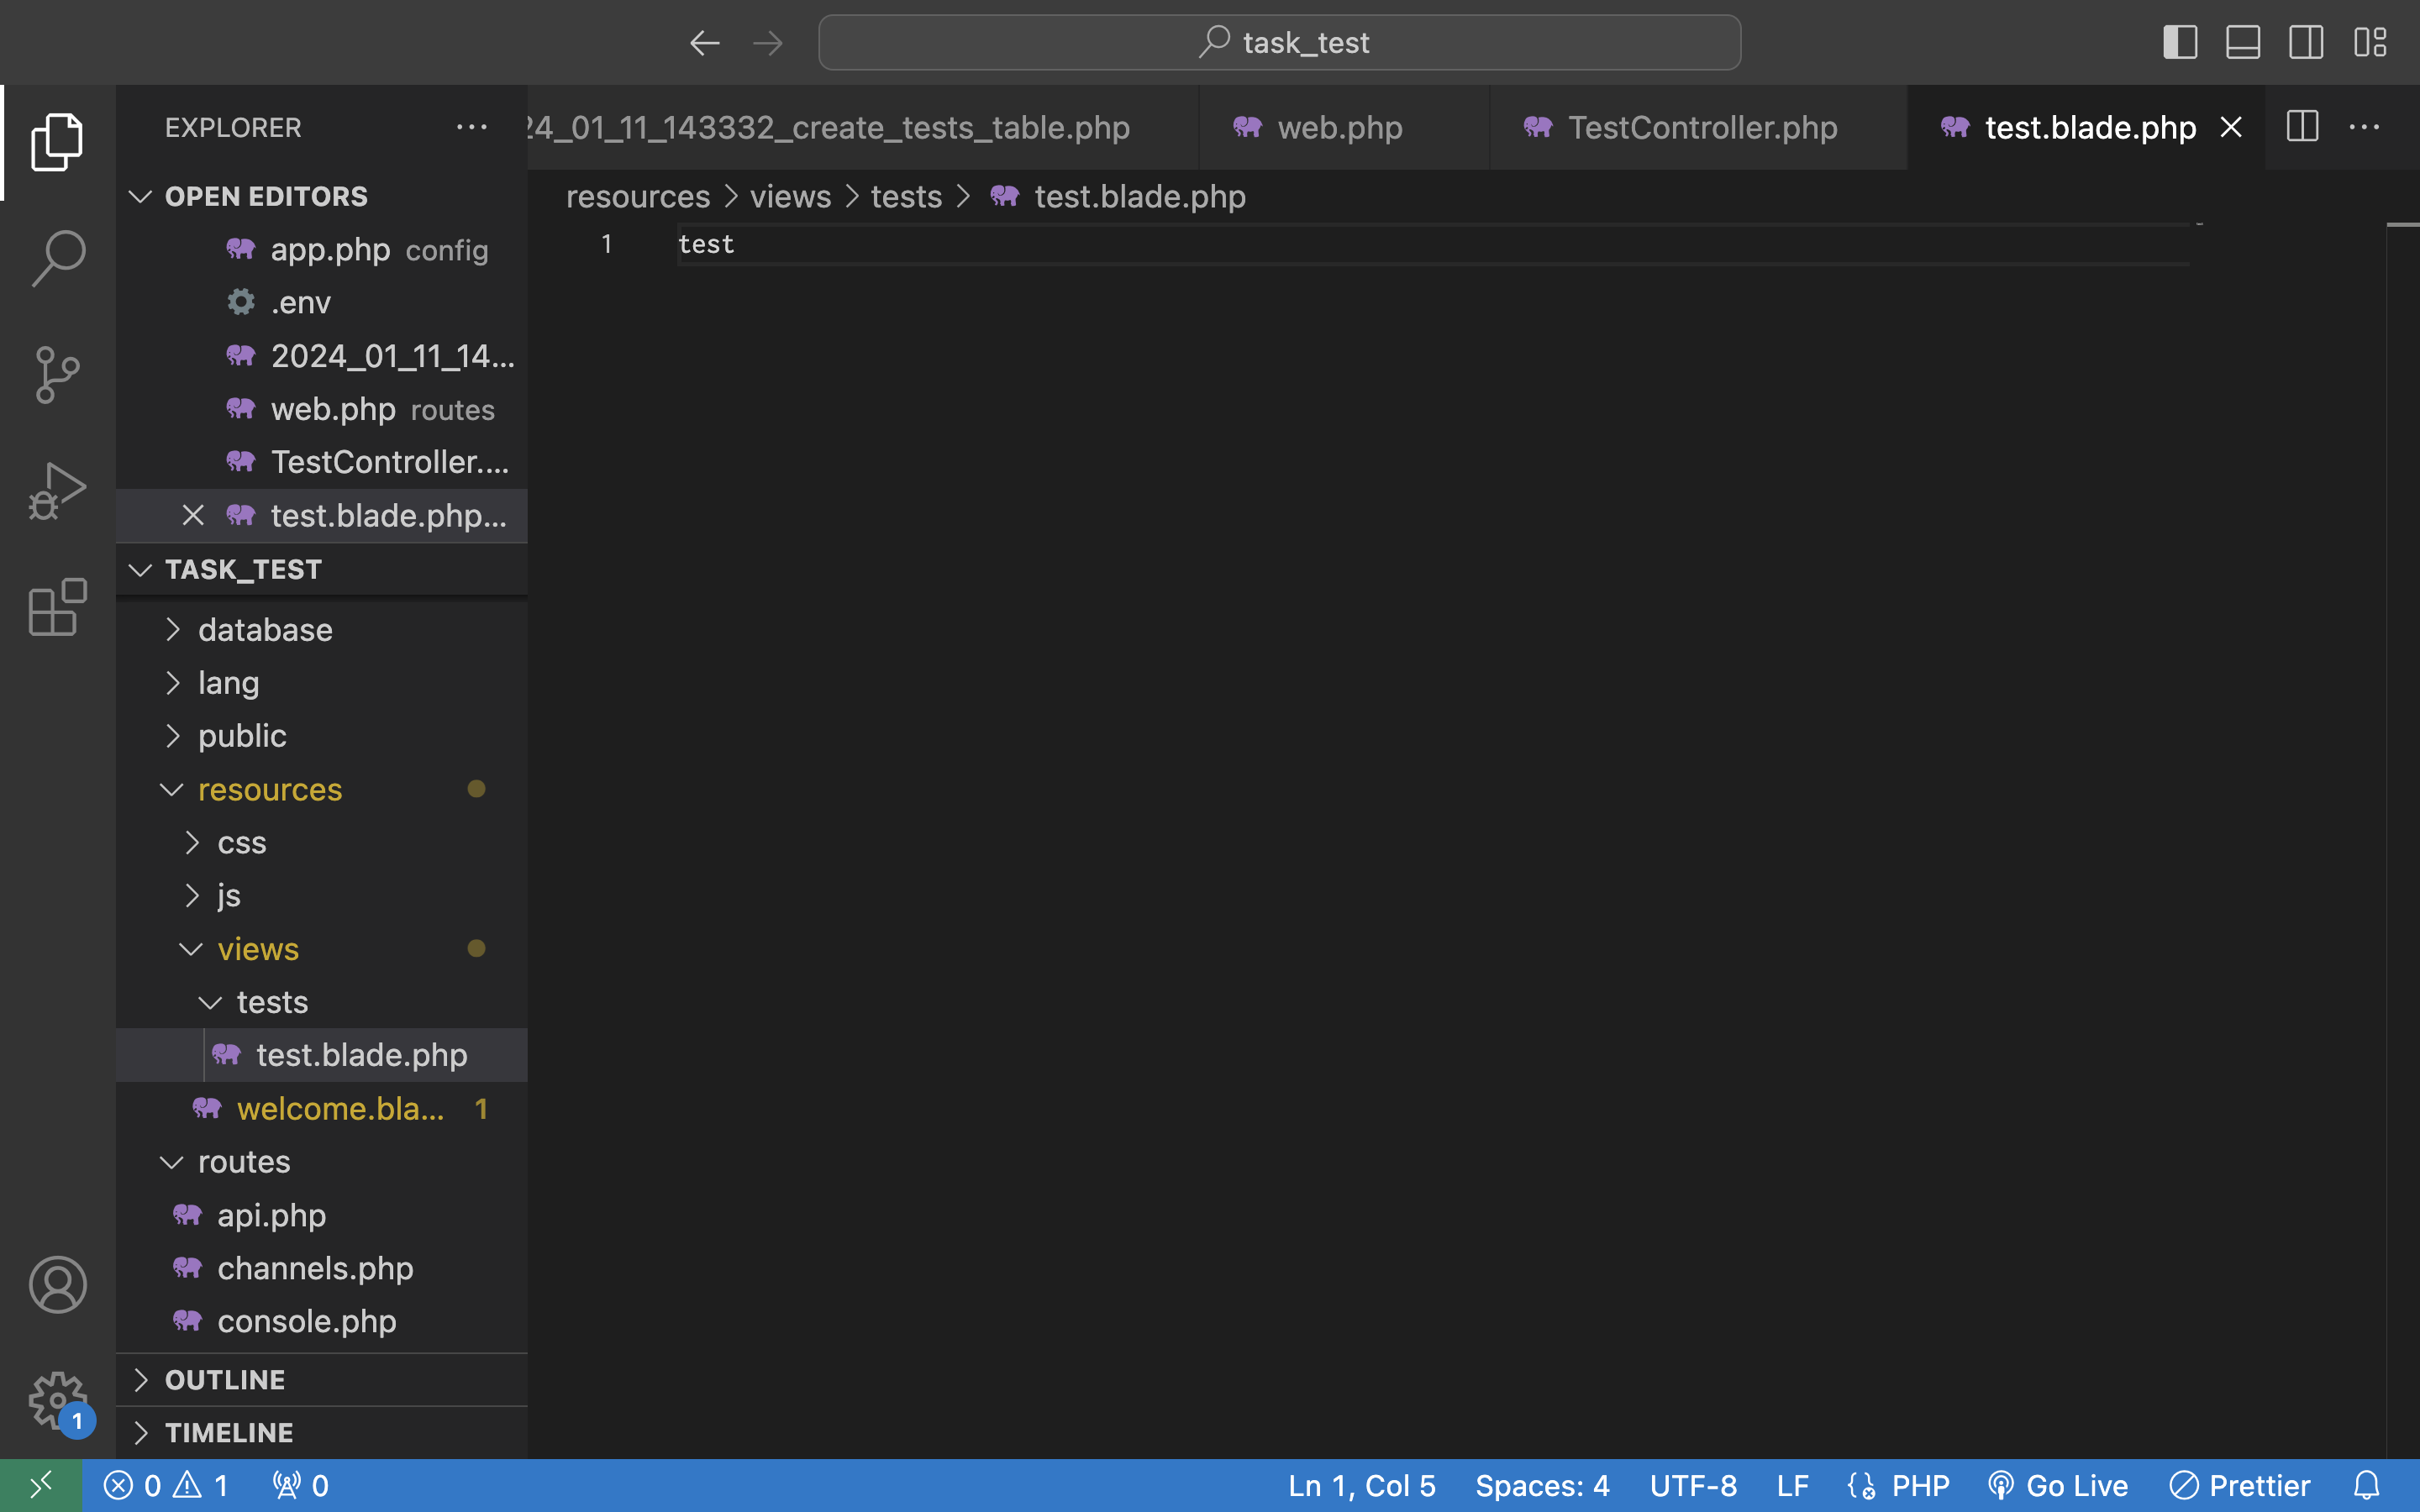 task_test
EXPLORER
24_01_11_143332_create_tests_table.php
web.php
TestController.php
test.blade.php
resources > views > tests > test.blade.php
OPEN EDITORS
app.php config
.env
2024_01_11_14...
web.php routes
TestController....
test.blade.php...
1 test
TASK_TEST
database
lang
public
resources
css
js
views
tests
test.blade.php
welcome.bla... 1
routes
api.php
channels.php
console.php
OUTLINE
TIMELINE
1
0 1 0
Ln 1, Col 5 Spaces: 4 UTF-8 LF PHP Go Live Prettier